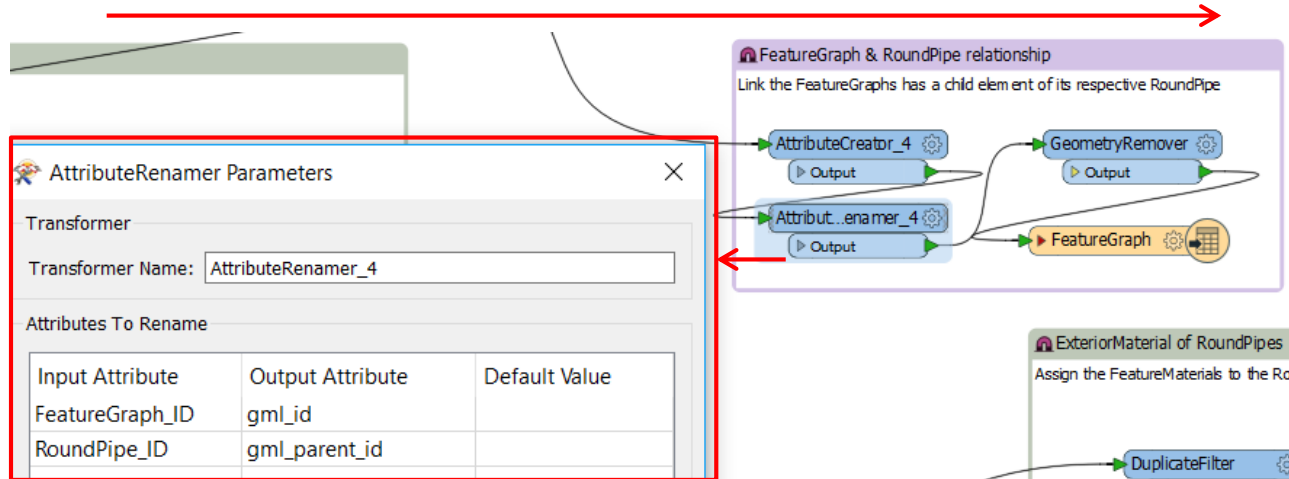 FeatureGraph & RoundPipe relationship
Link the FeatureGraphs has a child element of its respective RoundPipe
AttributeCreator_4
Output
GeometryRemover
Output
Attribut...enamer_4
Output
FeatureGraph
AttributeRenamer Parameters
Transformer
Transformer Name: AttributeRenamer_4
Attributes To Rename
Input Attribute Output Attribute Default Value
FeatureGraph_ID gml_id
RoundPipe_ID gml_parent_id
ExteriorMaterial of RoundPipes
Assign the FeatureMaterials to the Ro
DuplicateFilter